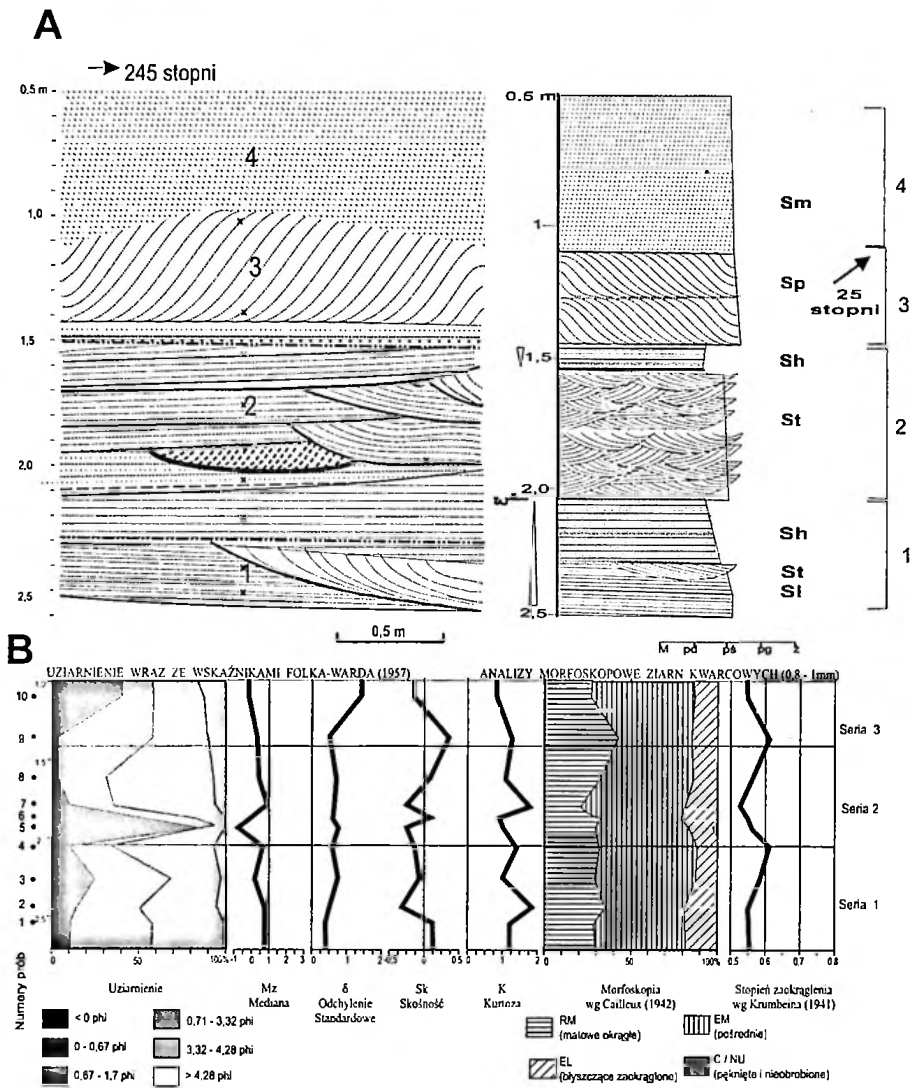 A
245 stopni
0.5 m
1,0
1,5
2,0
2,5
4
3
2
1
0.5 m
1
1.5
2.0
2,5
Sm
Sp
Sh
St
Sh
St
Sl
25
stopni
4
3
2
1
0,5 m
M pd pś pg ż
B
UZIARNIENIE WRAZ ZE WSKAŹNIKAMI FOLKA-WARDA (1957)
ANALIZY MORFOSKOPOWE ZIARN KWARCOWYCH (0,8 - 1mm)
10
9
8
7
6
5
4
3
2
1
Seria 3
Seria 2
Seria 1
Numery prób
0 50 100%
-1 0 1 2 3
0 1 2
-0.5 0 0.5
0 1 2
0 50 100%
0.5 0.6 0.7 0.8
Uziarnienie
Mz
Mediana
δ
Odchylenie
Standardowe
Sk
Skośność
K
Kurtoza
Morfoskopia
wg Cailleux (1942)
Stopień zaokrąglenia
wg Krumbeina (1941)
< 0 phi
0 - 0,67 phi
0,67 - 1,7 phi
0,71 - 3,32 phi
3,32 - 4,28 phi
> 4,28 phi
RM
(matowe okrągłe)
EL
(błyszczące zaokrąglone)
EM
(pośrednie)
C / NU
(pęknięte i nieobrobione)